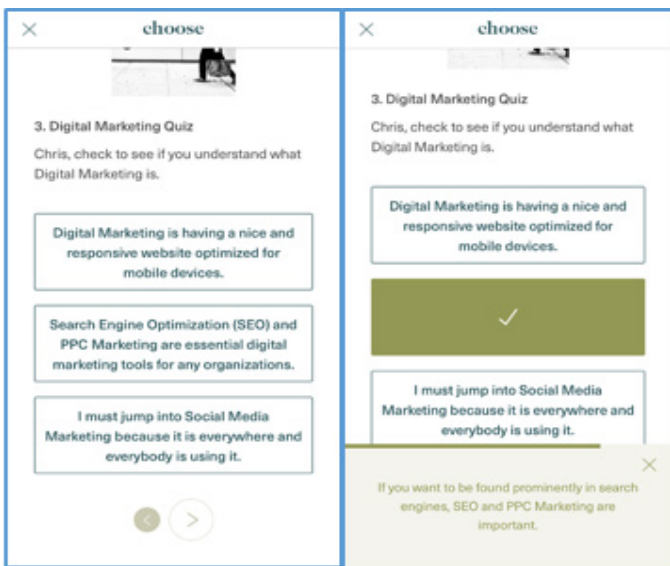 choose
3. Digital Marketing Quiz
Chris, check to see if you understand what
Digital Marketing is.
Digital Marketing is having a nice and
responsive website optimized for
mobile devices.
Search Engine Optimization (SEO) and
PPC Marketing are essential digital
marketing tools for any organizations.
I must jump into Social Media
Marketing because it is everywhere and
everybody is using it.
choose
3. Digital Marketing Quiz
Chris, check to see if you understand what
Digital Marketing is.
Digital Marketing is having a nice and
responsive website optimized for
mobile devices.
I must jump into Social Media
Marketing because it is everywhere and
everybody is using it.
If you want to be found prominently in search
engines, SEO and PPC Marketing are
important.